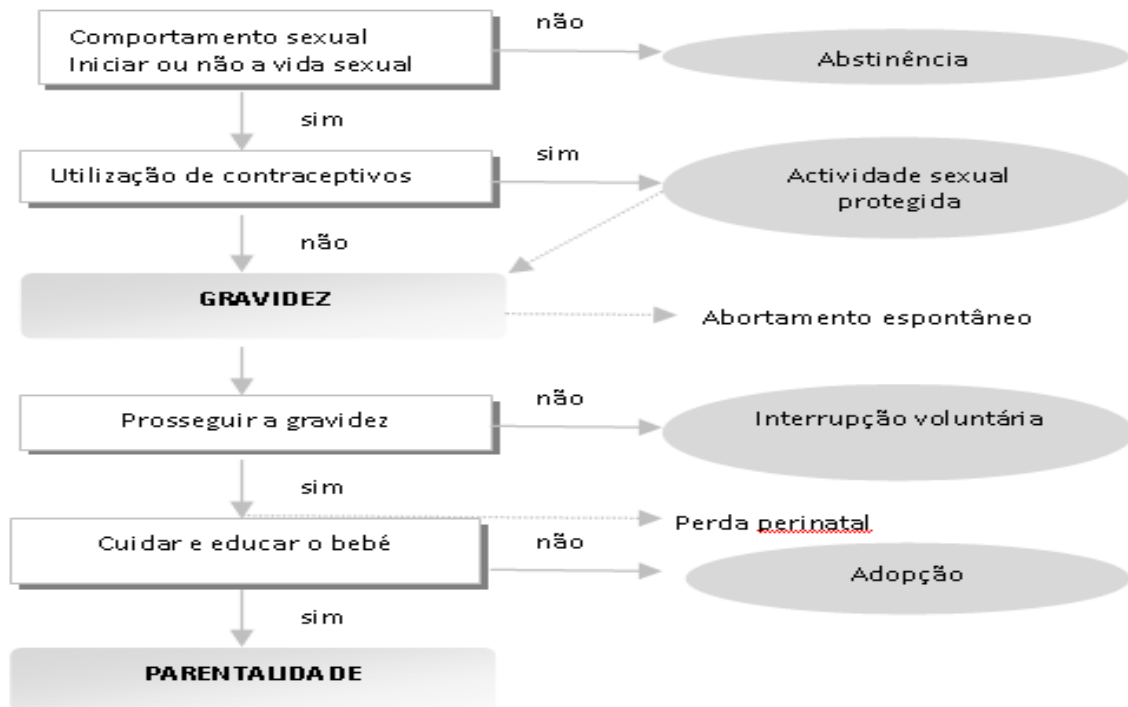 Comportamento sexual
Iniciar ou não a vida sexual
não
Abstinência
sim
Utilização de contraceptivos
sim
Actividade sexual
protegida
não
GRAVIDEZ
Abortamento espontâneo
Prosseguir a gravidez
não
Interrupção voluntária
sim
Perda perinatal
Cuidar e educar o bebé
não
Adopção
sim
PARENTALIDADE